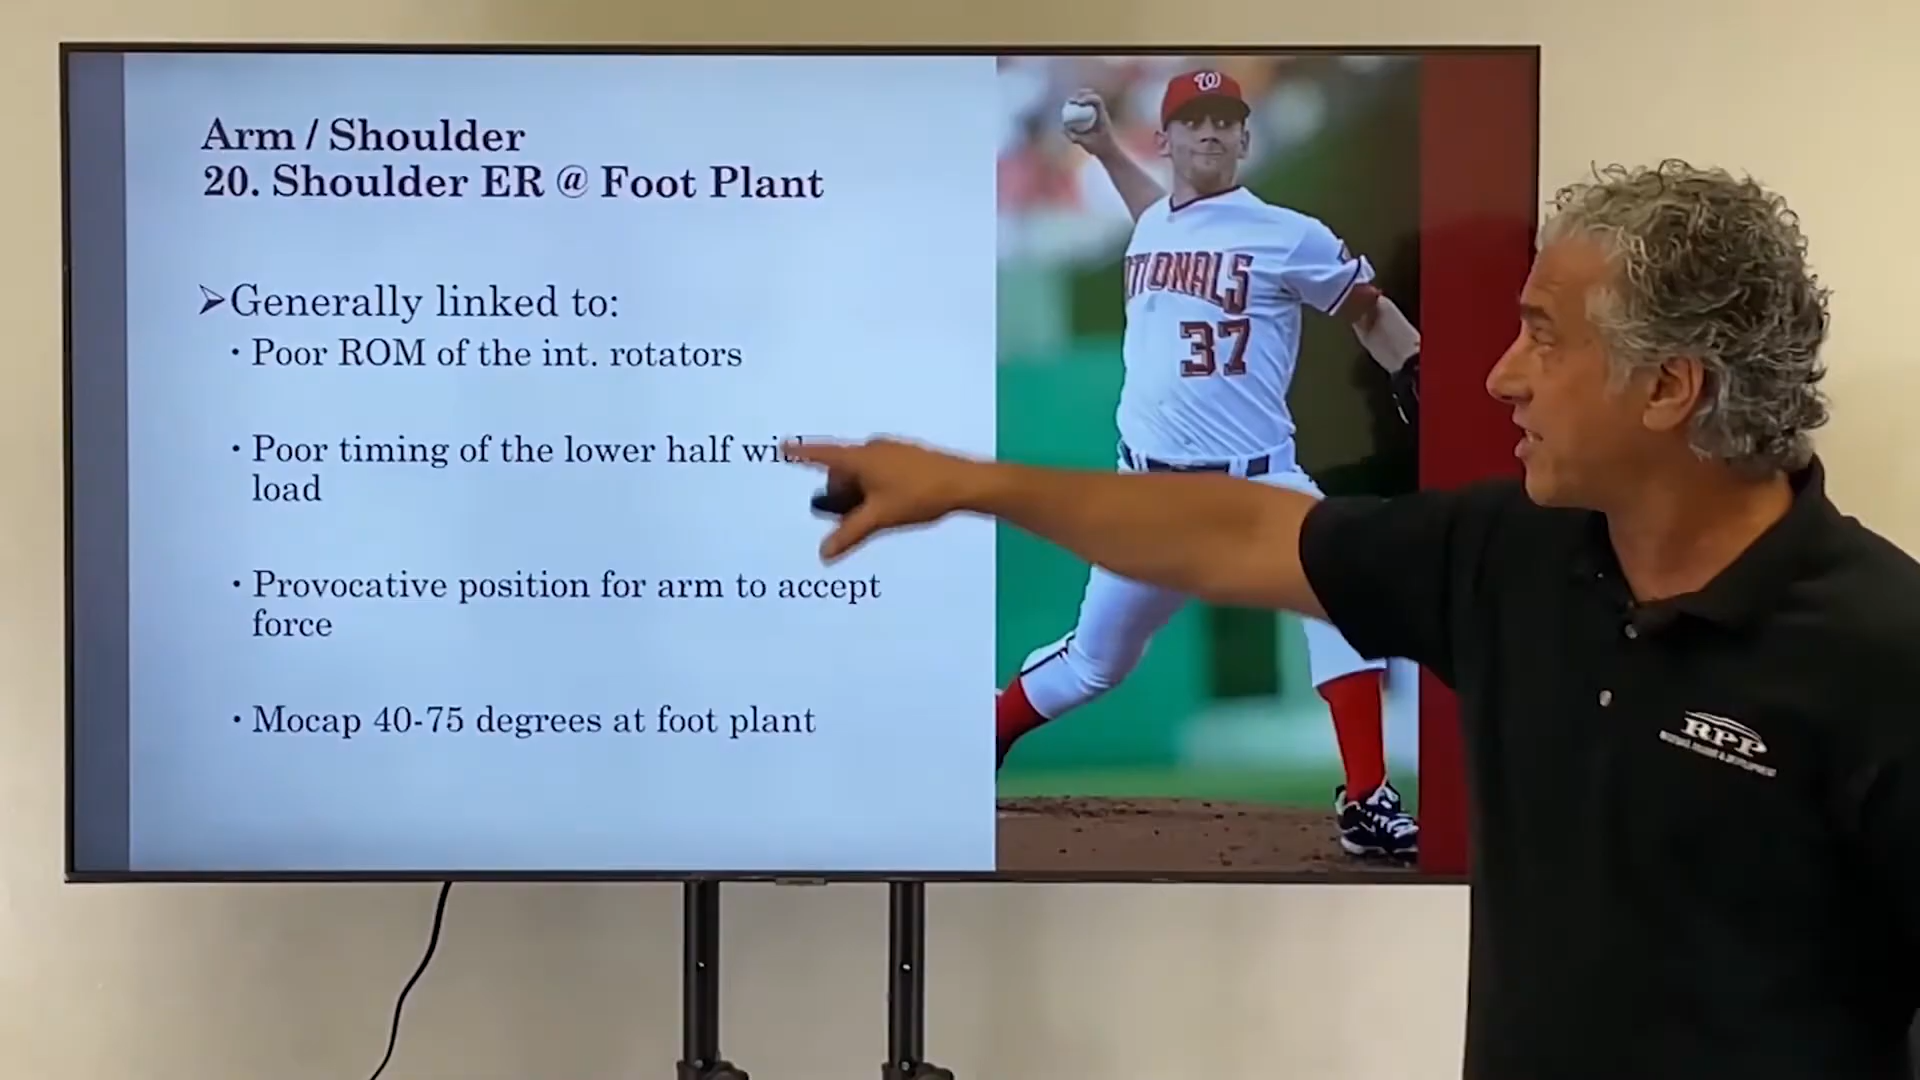 Arm / Shoulder
20. Shoulder ER @ Foot Plant
➢Generally linked to:
• Poor ROM of the int. rotators
• Poor timing of the lower half with
load
• Provocative position for arm to accept
force
• Mocap 40-75 degrees at foot plant
W
NATIONALS
37
RPP